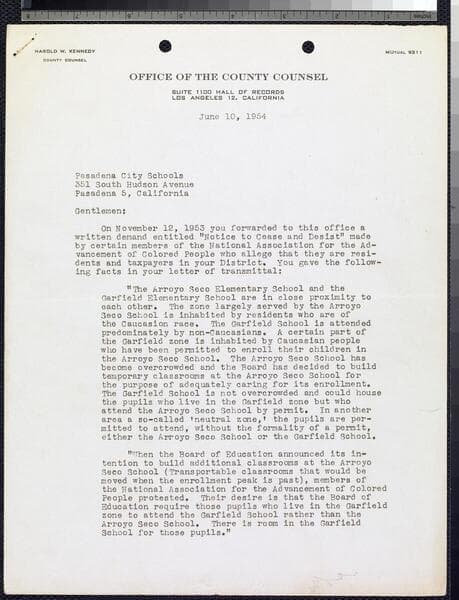 HAROLD W. KENNEDY
COUNTY COUNSEL
MUTUAL 9211
OFFICE OF THE COUNTY COUNSEL
SUITE 1100 HALL OF RECORDS
LOS ANGELES 12, CALIFORNIA
June 10, 1954
Pasadena City Schools
351 South Hudson Avenue
Pasadena 5, California
Gentlemen:
On November 12, 1953 you forwarded to this office a
written demand entitled "Notice to Cease and Desist" made
by certain members of the National Association for the Ad-
vancement of Colored People who allege that they are resi-
dents and taxpayers in your District. You gave the follow-
ing facts in your letter of transmittal:
"The Arroyo Seco Elementary School and the
Garfield Elementary School are in close proximity to
each other. The zone largely served by the Arroyo
Seco School is inhabited by residents who are of
the Caucasion race. The Garfield School is attended
predominately by non-Caucasians. A certain part of
the Garfield zone is inhabited by Caucasian people
who have been permitted to enroll their children in
the Arroyo Seco School. The Arroyo Seco School has
become overcrowded and the Board has decided to build
temporary classrooms at the Arroyo Seco School for
the purpose of adequately caring for its enrollment.
The Garfield School is not overcrowded and could house
the pupils who live in the Garfield zone but who
attend the Arroyo Seco School by permit. In another
area a so-called 'neutral zone,' the pupils are per-
mitted to attend, without the formality of a permit,
either the Arroyo Seco School or the Garfield School.
"When the Board of Education announced its in-
tention to build additional classrooms at the Arroyo
Seco School (Transportable classrooms that would be
moved when the enrollment peak is past), members of
the National Association for the Advancement of Colored
People protested. Their desire is that the Board of
Education require those pupils who live in the Garfield
zone to attend the Garfield School rather than the
Arroyo Seco School. There is room in the Garfield
School for those pupils."